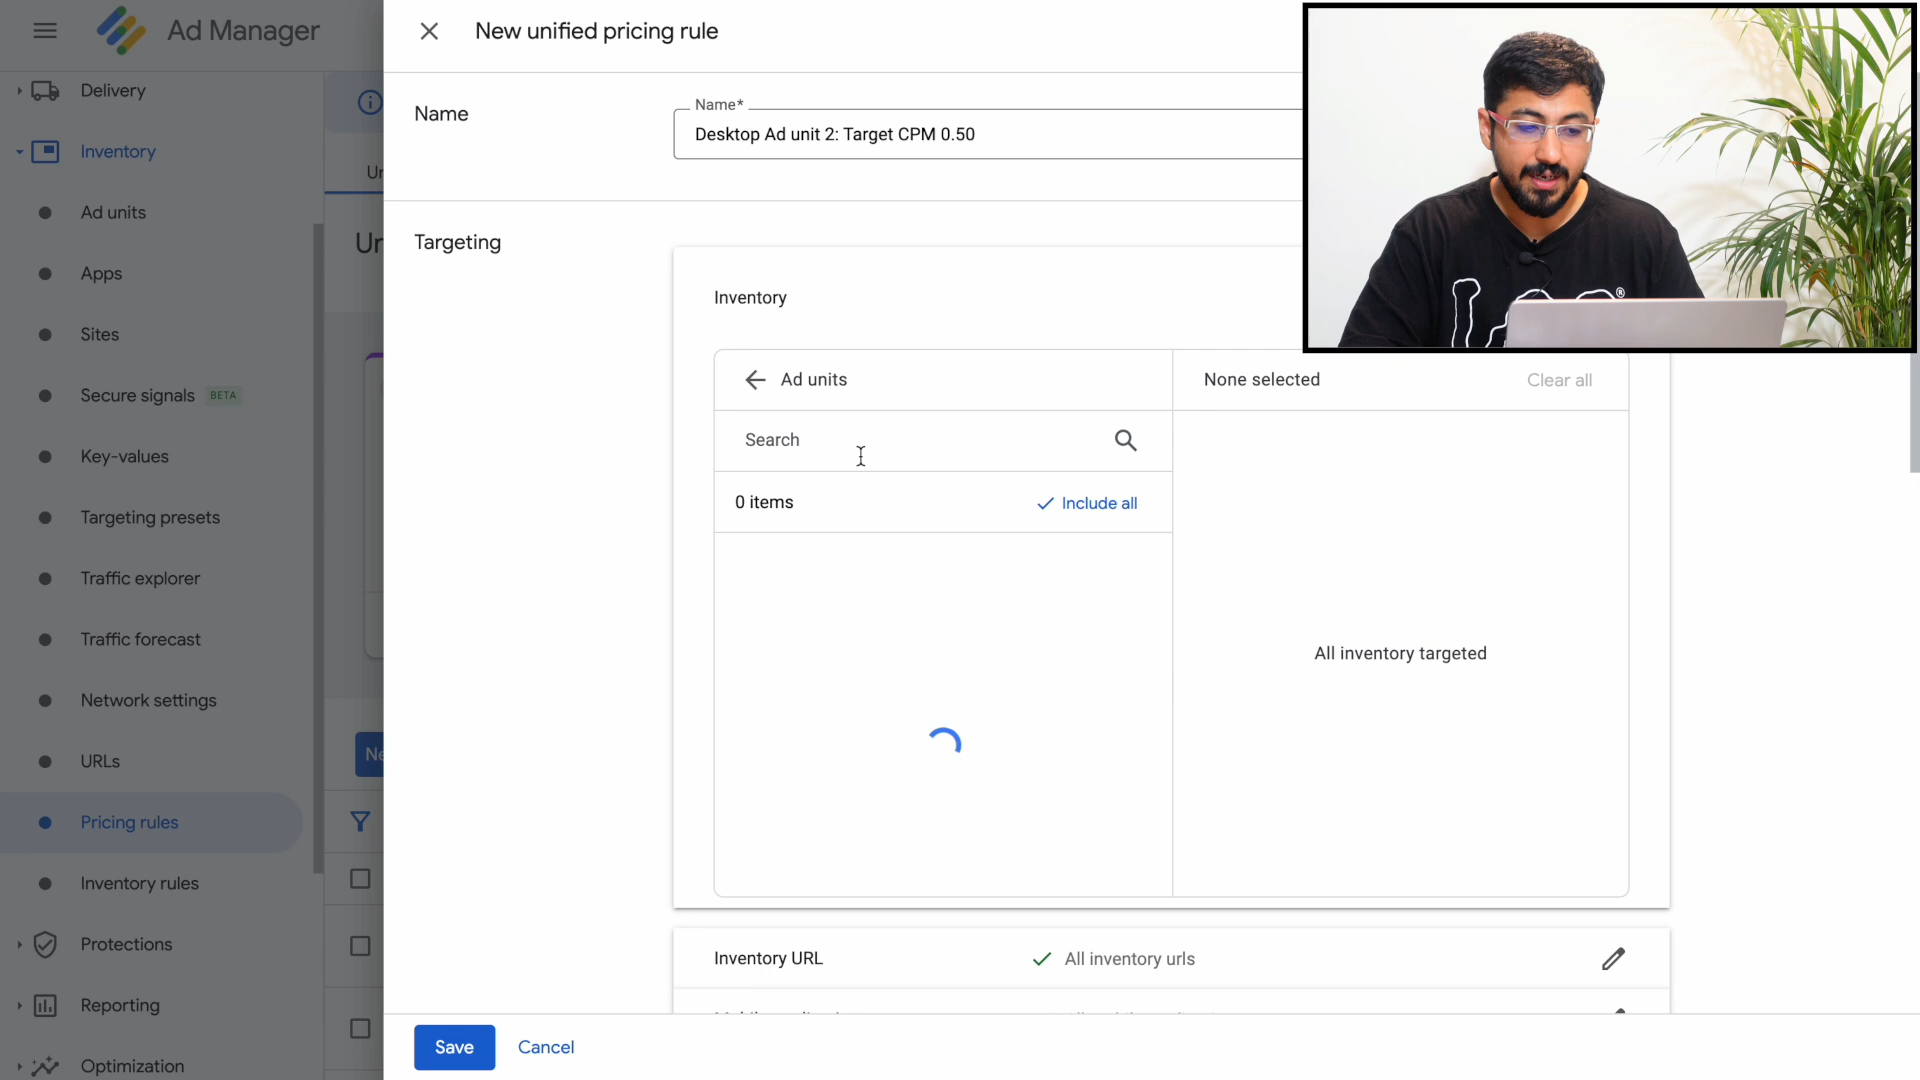 Ad Manager
New unified pricing rule
Delivery
Inventory
Ad units
Apps
Sites
Secure signals BETA
Key-values
Targeting presets
Traffic explorer
Traffic forecast
Network settings
URLs
Pricing rules
Inventory rules
Protections
Reporting
Optimization
Ur
Ur
Ne
Name
Name*
Desktop Ad unit 2: Target CPM 0.50
Targeting
Inventory
Ad units
None selected
Clear all
Search
0 items
Include all
All inventory targeted
Inventory URL
All inventory urls
Save
Cancel